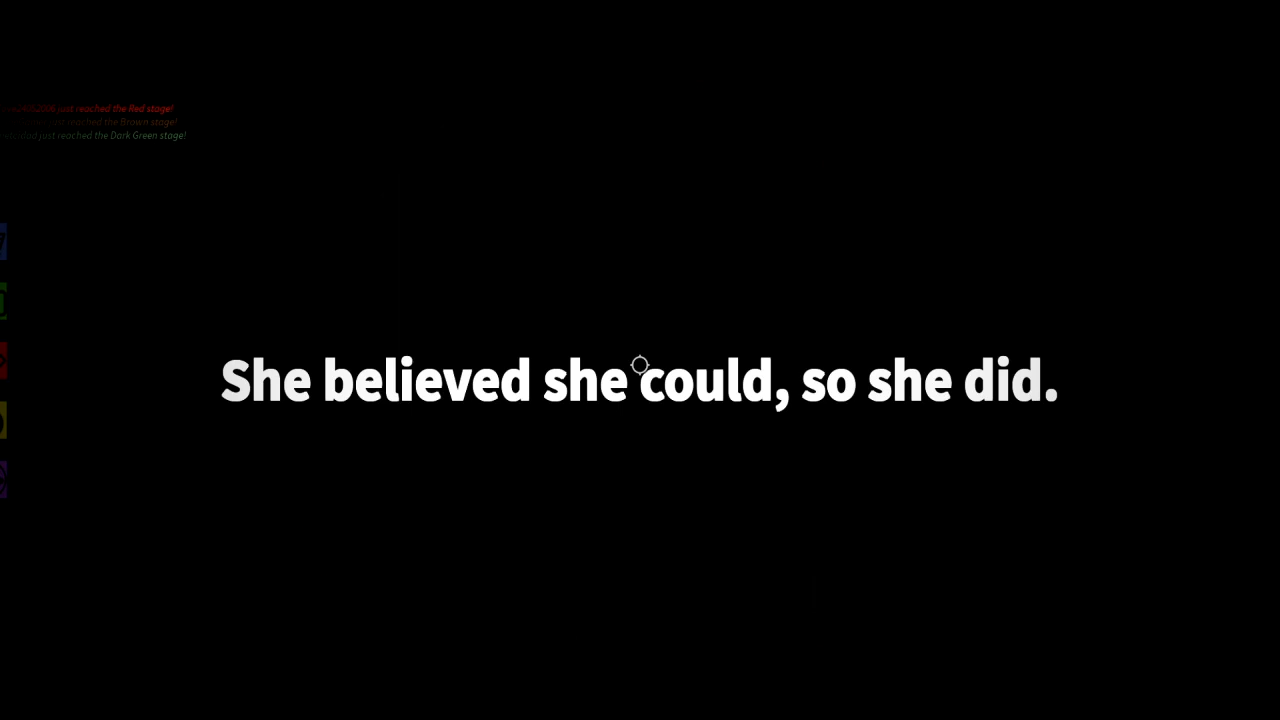 just reached the Red stage!
just reached the Brown stage!
just reached the Dark Green stage!
She believed she could, so she did.